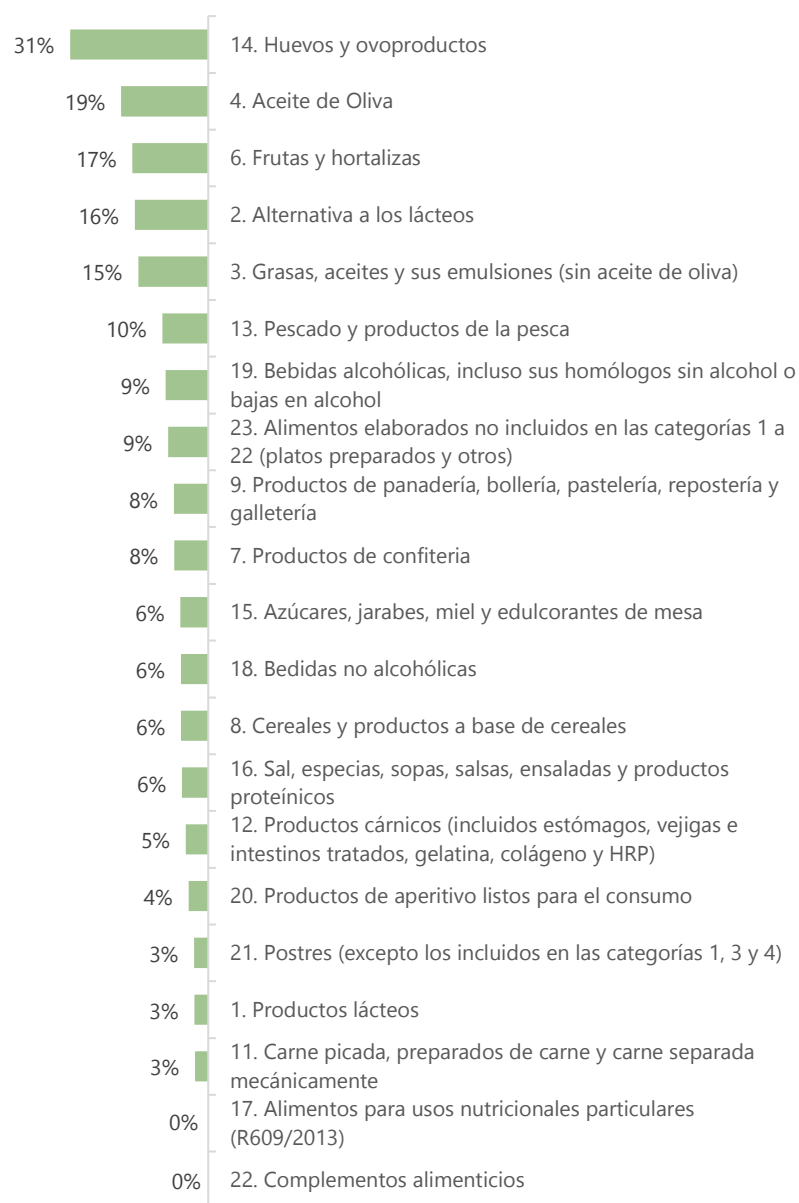 31% 14. Huevos y ovoproductos
19% 4. Aceite de Oliva
17% 6. Frutas y hortalizas
16% 2. Alternativa a los lácteos
15% 3. Grasas, aceites y sus emulsiones (sin aceite de oliva)
10% 13. Pescado y productos de la pesca
9% 19. Bebidas alcohólicas, incluso sus homólogos sin alcohol o
bajas en alcohol
9% 23. Alimentos elaborados no incluidos en las categorías 1 a
22 (platos preparados y otros)
8% 9. Productos de panadería, bollería, pastelería, repostería y
galletería
8% 7. Productos de confiteria
6% 15. Azúcares, jarabes, miel y edulcorantes de mesa
6% 18. Bedidas no alcohólicas
6% 8. Cereales y productos a base de cereales
6% 16. Sal, especias, sopas, salsas, ensaladas y productos
proteínicos
5% 12. Productos cárnicos (incluidos estómagos, vejigas e
intestinos tratados, gelatina, colágeno y HRP)
4% 20. Productos de aperitivo listos para el consumo
3% 21. Postres (excepto los incluidos en las categorías 1, 3 y 4)
3% 1. Productos lácteos
3% 11. Carne picada, preparados de carne y carne separada
mecánicamente
0% 17. Alimentos para usos nutricionales particulares
(R609/2013)
0% 22. Complementos alimenticios